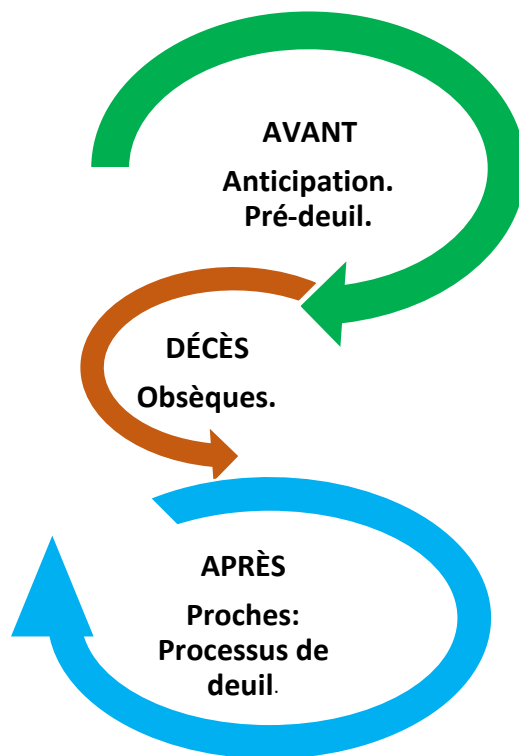 AVANT
Anticipation.
Pré-deuil.
DÉCÈS
Obsèques.
APRÈS
Proches:
Processus de
deuil.